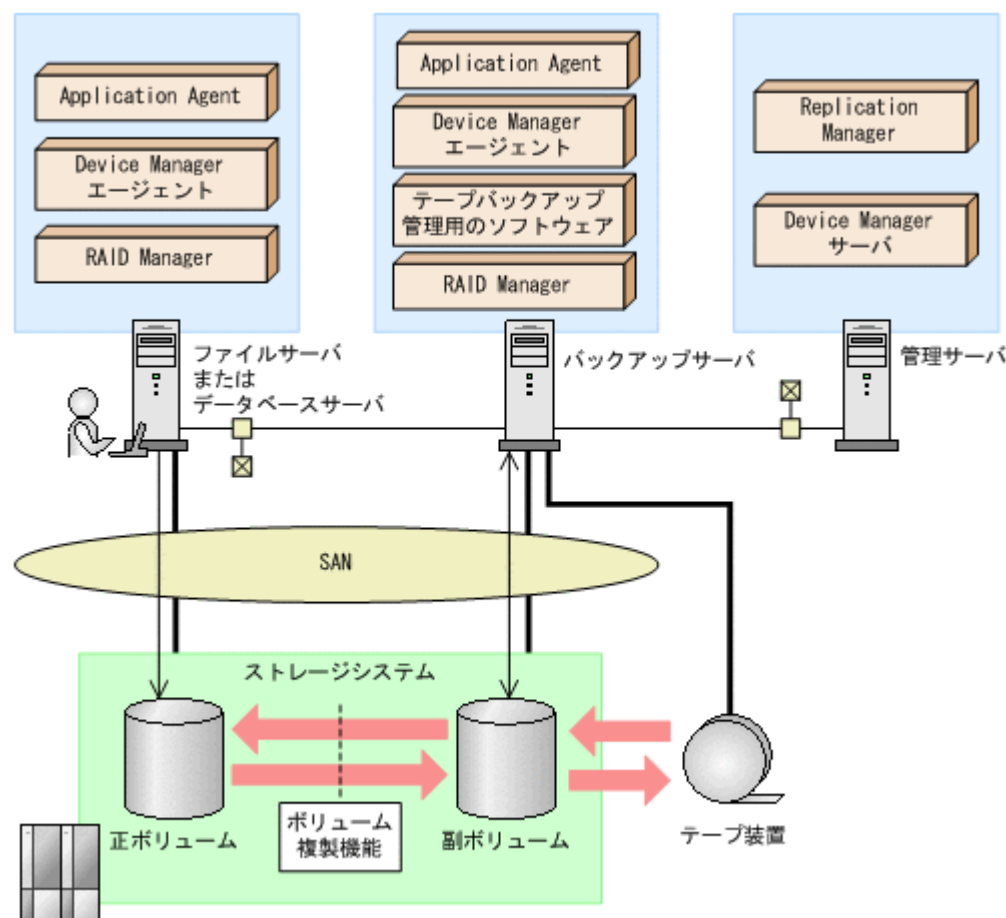 Application Agent
Device Manager
エージェント
RAID Manager
Application Agent
Device Manager
エージェント
テープバックアップ
管理用のソフトウェア
RAID Manager
Replication
Manager
Device Manager
サーバ
ファイルサーバ
または
データベースサーバ
バックアップサーバ
管理サーバ
SAN
ストレージシステム
正ボリューム
ボリューム
複製機能
副ボリューム
テープ装置